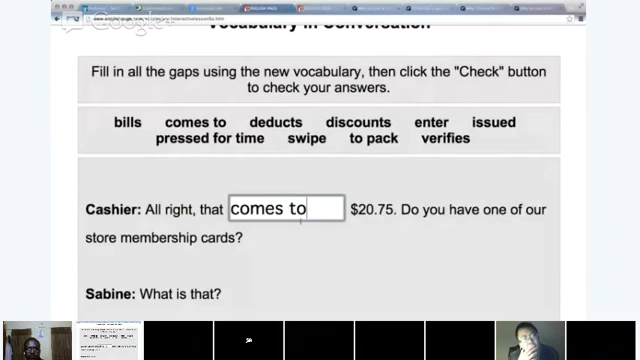 Vocabulary in Conversation
Fill in all the gaps using the new vocabulary, then click the "Check" button
to check your answers.
bills comes to deducts discounts enter issued
pressed for time swipe to pack verifies
Cashier: All right, that comes to $20.75. Do you have one of our
store membership cards?
Sabine: What is that?